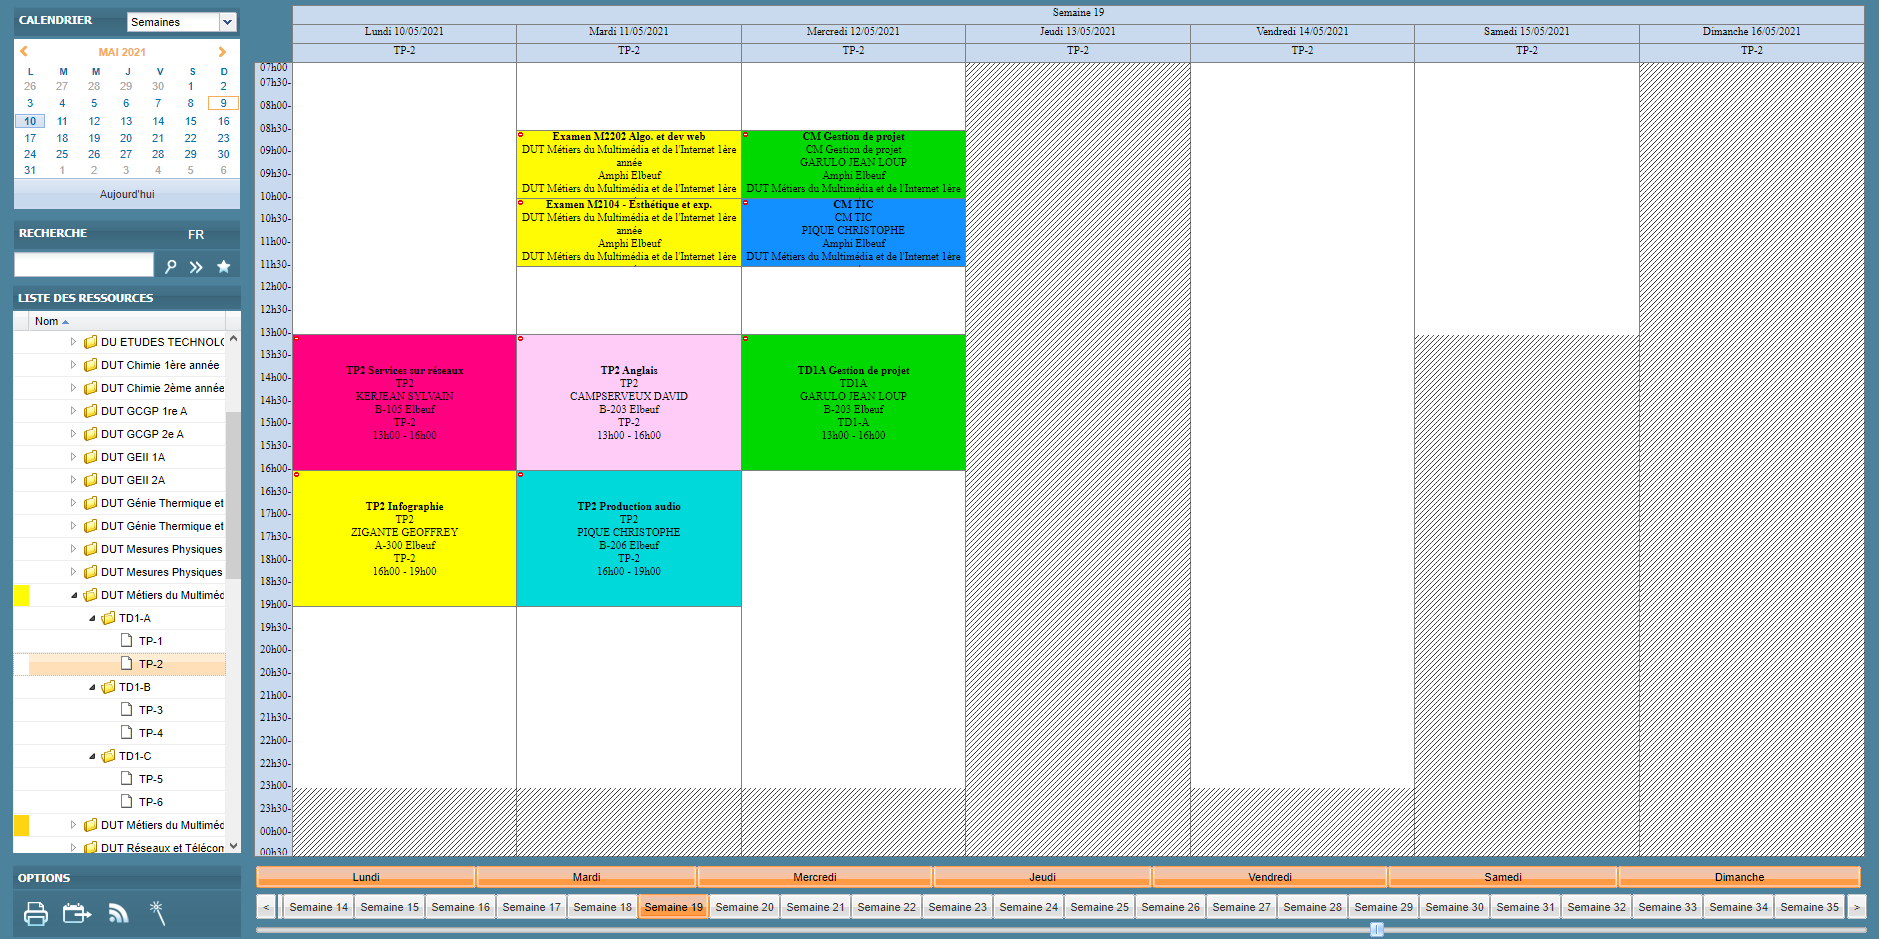 CALENDRIER
Semaines
MAI 2021
L M M J V S D
26 27 28 29 30 1 2
3 4 5 6 7 8 9
10 11 12 13 14 15 16
17 18 19 20 21 22 23
24 25 26 27 28 29 30
31 1 2 3 4 5 6
Aujourd'hui
RECHERCHE FR
LISTE DES RESSOURCES
Nom
DU ETUDES TECHNOLO
DUT Chimie 1ère année
DUT Chimie 2ème année
DUT GCGP 1re A
DUT GCGP 2e A
DUT GEII 1A
DUT GEII 2A
DUT Génie Thermique et
DUT Génie Thermique et
DUT Mesures Physiques
DUT Mesures Physiques
DUT Métiers du Multiméd
TD1-A
TP-1
TP-2
TD1-B
TP-3
TP-4
TD1-C
TP-5
TP-6
DUT Métiers du Multiméd
DUT Réseaux et Télécom
OPTIONS
Semaine 19
Lundi 10/05/2021 Mardi 11/05/2021 Mercredi 12/05/2021 Jeudi 13/05/2021 Vendredi 14/05/2021 Samedi 15/05/2021 Dimanche 16/05/2021
TP-2 TP-2 TP-2 TP-2 TP-2 TP-2 TP-2
07h00
07h30-
08h00-
08h30-
09h00-
09h30-
10h00-
10h30-
11h00-
11h30-
12h00-
12h30-
13h00-
13h30-
14h00-
14h30-
15h00-
15h30-
16h00-
16h30-
17h00-
17h30-
18h00-
18h30-
19h00-
19h30-
20h00-
20h30-
21h00-
21h30-
22h00-
22h30-
23h00-
23h30-
00h00-
00h30
TP2 Services sur réseaux
TP2
KERJEAN SYLVAIN
B-105 Elbeuf
TP-2
13h00 - 16h00
TP2 Infographie
TP2
ZIGANTE GEOFFREY
A-300 Elbeuf
TP-2
16h00 - 19h00
Examen M2202 Algo. et dev web
DUT Métiers du Multimédia et de l'Internet 1ère
année
Amphi Elbeuf
DUT Métiers du Multimédia et de l'Internet 1ère
Examen M2104 - Esthétique et exp.
DUT Métiers du Multimédia et de l'Internet 1ère
année
Amphi Elbeuf
DUT Métiers du Multimédia et de l'Internet 1ère
TP2 Anglais
TP2
CAMPSERVEUX DAVID
B-203 Elbeuf
TP-2
13h00 - 16h00
TP2 Production audio
TP2
PIQUE CHRISTOPHE
B-206 Elbeuf
TP-2
16h00 - 19h00
CM Gestion de projet
CM Gestion de projet
GARULO JEAN LOUP
Amphi Elbeuf
DUT Métiers du Multimédia et de l'Internet 1ère
CM TIC
CM TIC
PIQUE CHRISTOPHE
Amphi Elbeuf
DUT Métiers du Multimédia et de l'Internet 1ère
TD1A Gestion de projet
TD1A
GARULO JEAN LOUP
B-203 Elbeuf
TD1-A
13h00 - 16h00
Lundi Mardi Mercredi Jeudi Vendredi Samedi Dimanche
< Semaine 14 Semaine 15 Semaine 16 Semaine 17 Semaine 18 Semaine 19 Semaine 20 Semaine 21 Semaine 22 Semaine 23 Semaine 24 Semaine 25 Semaine 26 Semaine 27 Semaine 28 Semaine 29 Semaine 30 Semaine 31 Semaine 32 Semaine 33 Semaine 34 Semaine 35 >